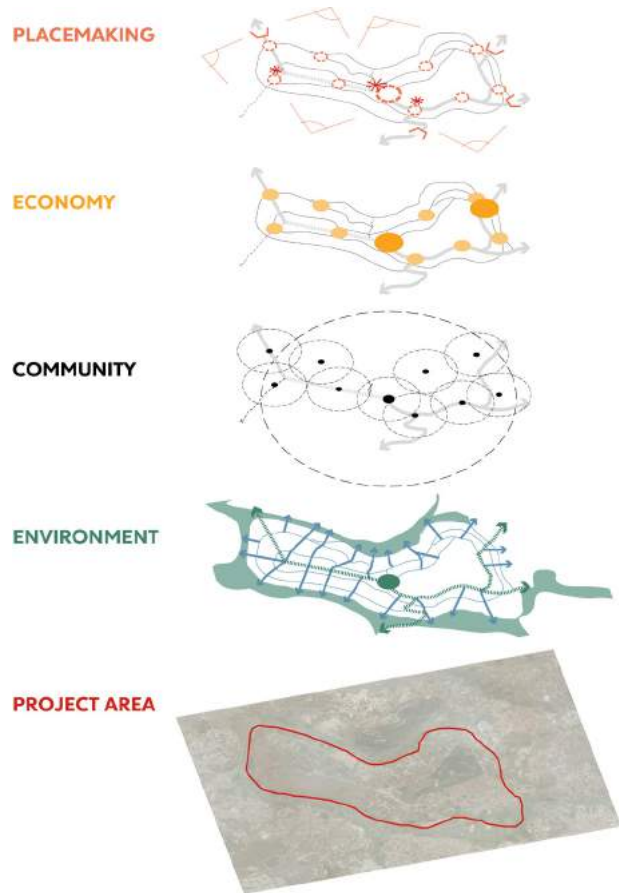 PLACEMAKING
ECONOMY
COMMUNITY
ENVIRONMENT
PROJECT AREA